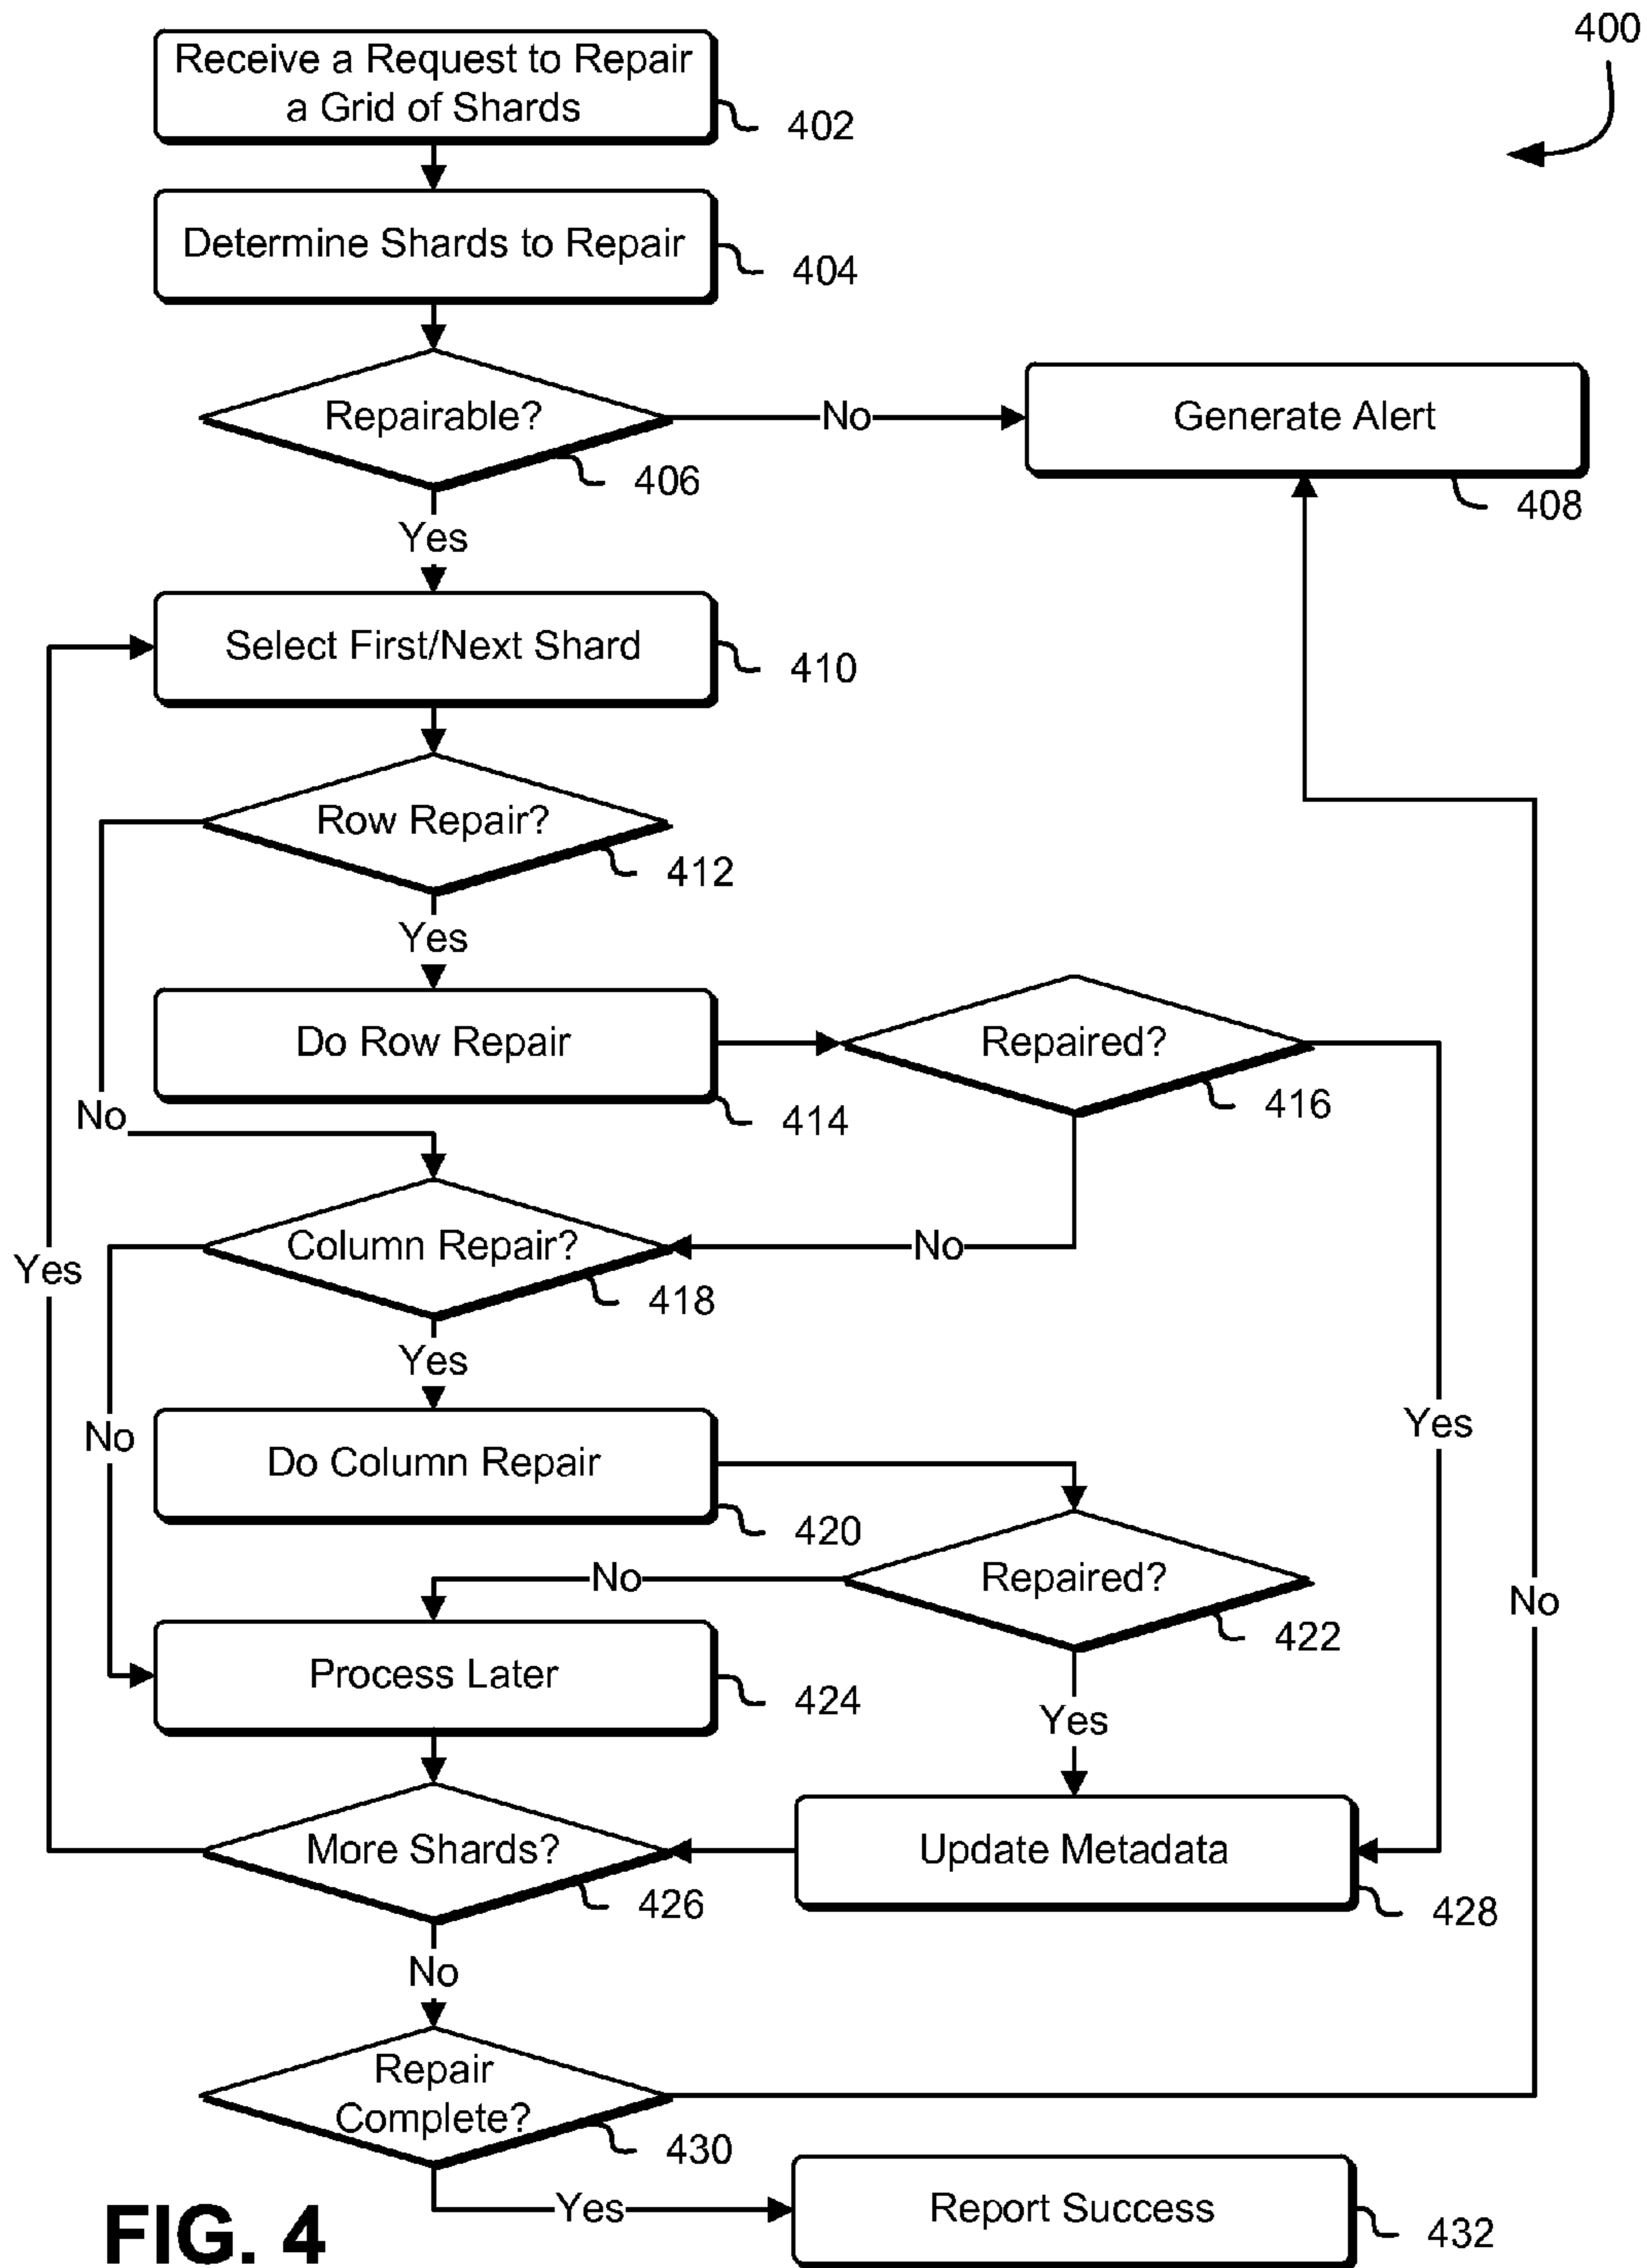 400
Receive a Request to Repair
a Grid of Shards
402
Determine Shards to Repair
404
Repairable?
No
Generate Alert
406
408
Yes
Select First/Next Shard
410
Row Repair?
412
Yes
Do Row Repair
Repaired?
414
416
No
Column Repair?
No
418
Yes
Yes
Do Column Repair
No
Yes
420
Repaired?
No
422
No
Process Later
424
Yes
More Shards?
Update Metadata
426
428
No
Repair
Complete?
430
Yes
Report Success
432
FIG. 4